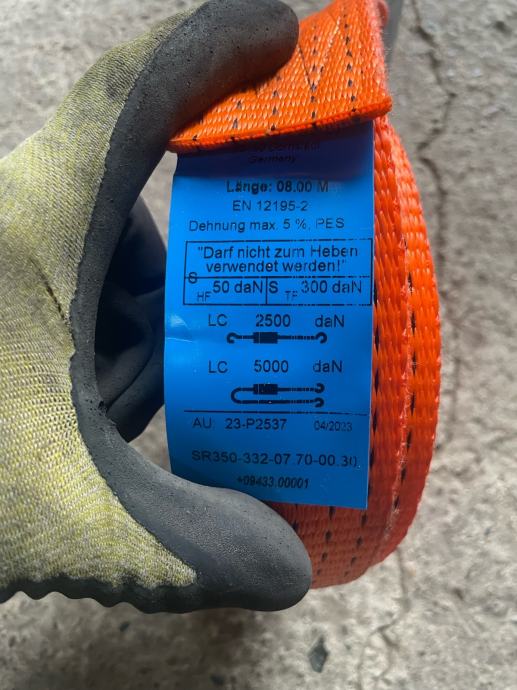 Germany
Länge: 08.00 M
EN 12195-2
Dehnung max. 5 %, PES
"Darf nicht zum Heben
verwendet werden!"
S HF 50 daN S TF 300 daN
LC 2500 daN
LC 5000 daN
AU: 23-P2537 04/2023
SR350-332-07.70-00.30
+09433.00001